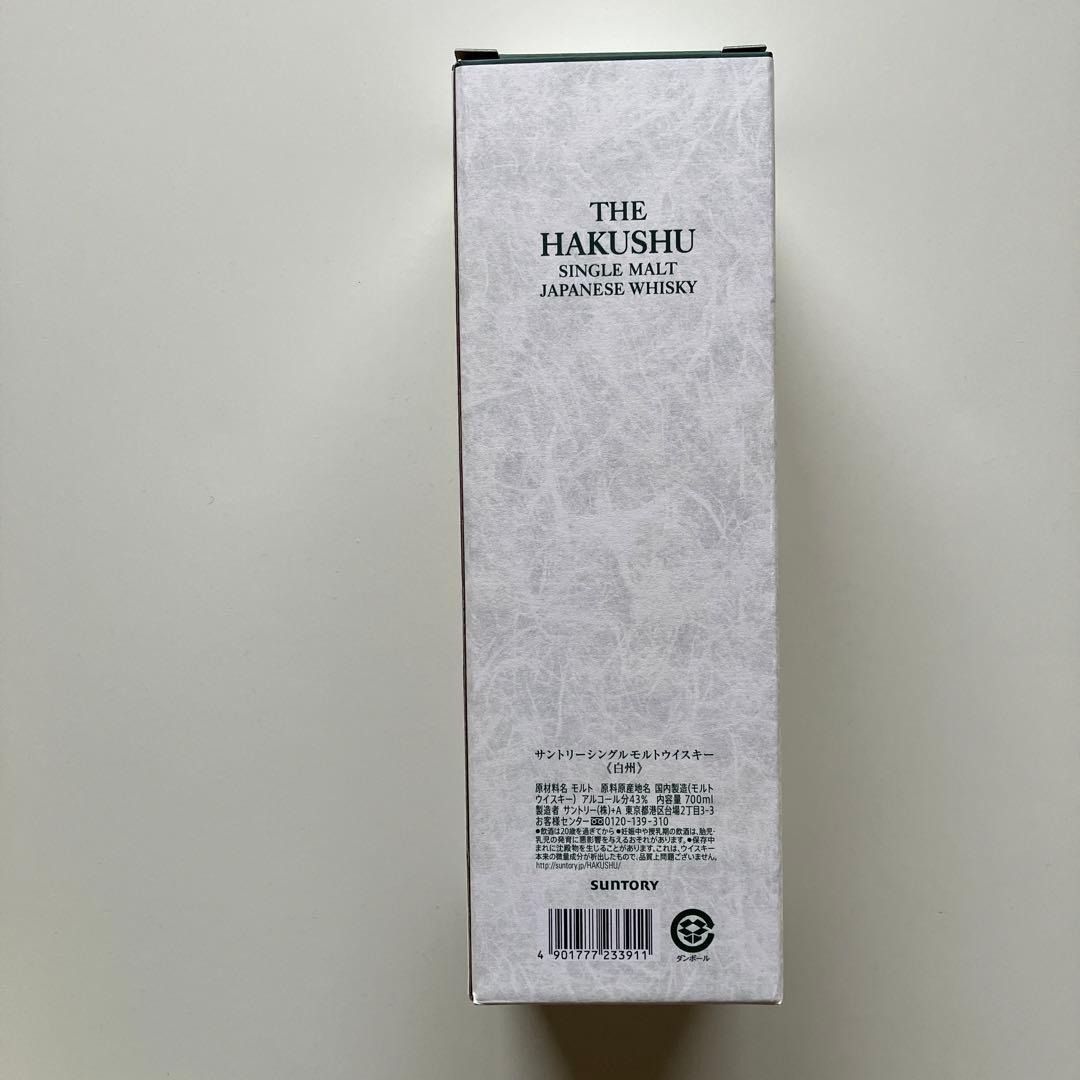 THE
HAKUSHU
SINGLE MALT
JAPANESE WHISKY
サントリーシングルモルトウイスキー
《白州》
原材料名 モルト 原料原産地名 国内製造(モルト
ウイスキー) アルコール分43% 内容量 700ml
製造者 サントリー(株)+A 東京都港区台場2丁目3-3
お客様センター 0120-139-310
●飲酒は20歳を過ぎてから ●妊娠中や授乳期の飲酒は、胎児・
乳児の発育に悪影響を与えるおそれがあります。●保存中
まれに沈殿物を生じることがあります。これは、ウイスキー
本来の微量成分が析出したもので、品質上問題ございません。
http://suntory.jp/HAKUSHU/
SUNTORY
4 901777 233911
ダンボール